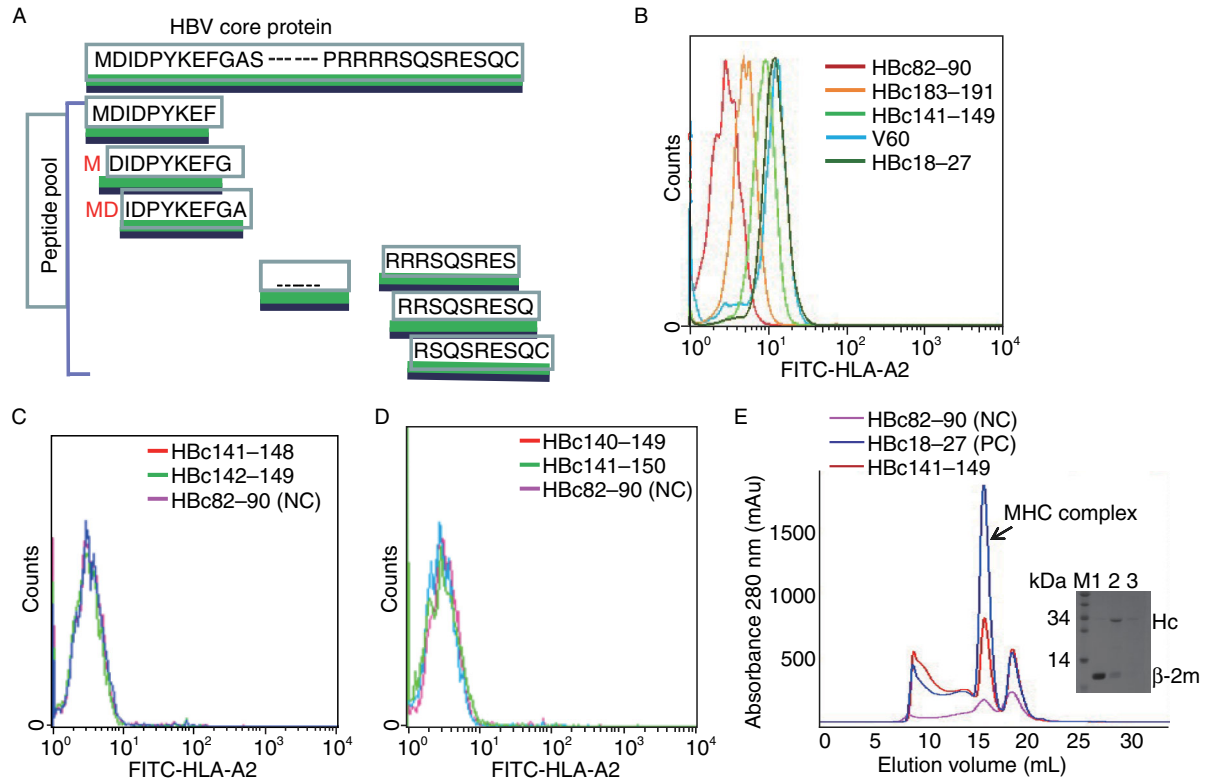 A
HBV core protein
MDIDPYKEFGAS ------ PRRRRSQSRESQC
Peptide pool
MDIDPYKEF
M DIDPYKEFG
MD IDPYKEFGA
------
RRRSQSRES
RRSQSRESQ
RSQSRESQC
B
HBc82–90
HBc183–191
HBc141–149
V60
HBc18–27
Counts
0
10^0 10^1 10^2 10^3 10^4
FITC-HLA-A2
C
HBc141–148
HBc142–149
HBc82–90 (NC)
Counts
0
10^0 10^1 10^2 10^3 10^4
FITC-HLA-A2
D
HBc140–149
HBc141–150
HBc82–90 (NC)
Counts
0
10^0 10^1 10^2 10^3 10^4
FITC-HLA-A2
E
HBc82–90 (NC)
HBc18–27 (PC)
HBc141–149
Absorbance 280 nm (mAu)
1500
1000
500
MHC complex
kDa M 1 2 3
34
Hc
14
β-2m
0 5 10 15 20 25 30
Elution volume (mL)